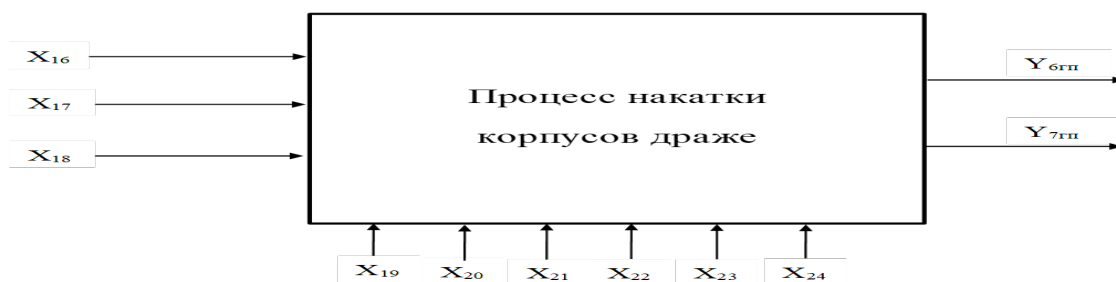 X₁₆
X₁₇
X₁₈
Процесс накатки
корпусов драже
Y₆гп
Y₇гп
X₁₉ X₂₀ X₂₁ X₂₂ X₂₃ X₂₄